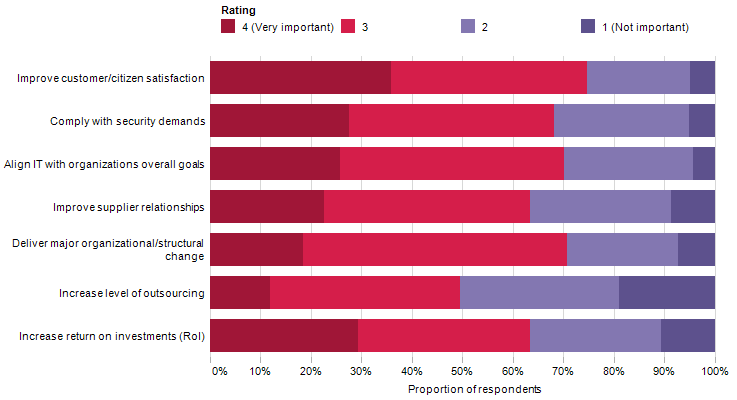 Rating
4 (Very important)
3
2
1 (Not important)
Improve customer/citizen satisfaction
Comply with security demands
Align IT with organizations overall goals
Improve supplier relationships
Deliver major organizational/structural
change
Increase level of outsourcing
Increase return on investments (RoI)
0% 10% 20% 30% 40% 50% 60% 70% 80% 90% 100%
Proportion of respondents